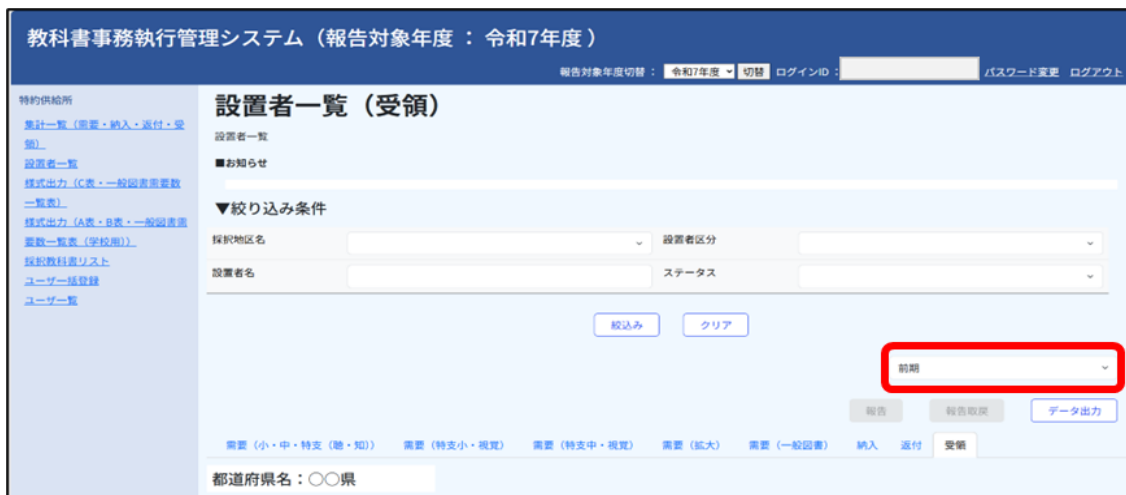 教科書事務執行管理システム（報告対象年度 ： 令和7年度 ）
報告対象年度切替 ： 令和7年度 切替 ログインID : パスワード変更 ログアウト
特約供給所
集計一覧（需要・納入・返付・受
領）
設置者一覧
様式出力（C表・一般図書需要数
一覧表）
様式出力（A表・B表・一般図書需
要数一覧表（学校用））
採択教科書リスト
ユーザ一括登録
ユーザ一覧
設置者一覧（受領）
設置者一覧
■お知らせ
▼絞り込み条件
採択地区名 設置者区分
設置者名 ステータス
絞込み クリア
前期
報告 報告取戻 データ出力
需要（小・中・特支（聴・知）） 需要（特支小・視覚） 需要（特支中・視覚） 需要（拡大） 需要（一般図書） 納入 返付 受領
都道府県名：〇〇県